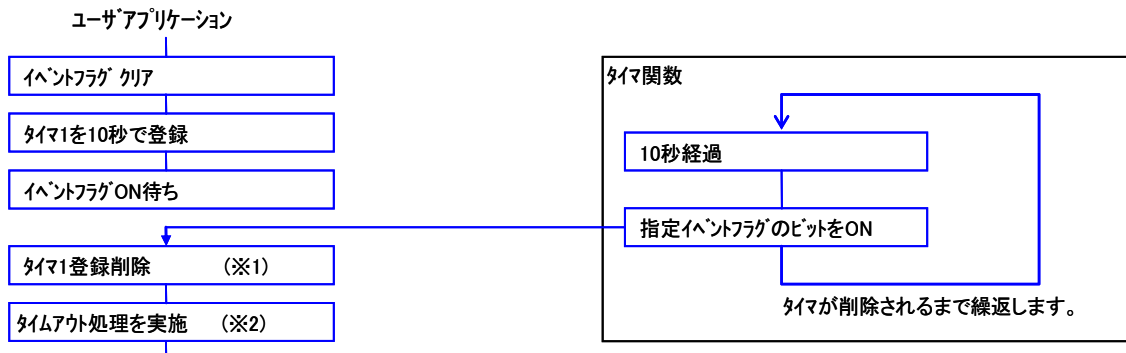 ﾕｰｻﾞｱﾌﾟﾘｹｰｼｮﾝ
ｲﾍﾞﾝﾄﾌﾗｸﾞ ｸﾘｱ
ﾀｲﾏ1を10秒で登録
ｲﾍﾞﾝﾄﾌﾗｸﾞON待ち
ﾀｲﾏ1登録削除 (※1)
ﾀｲﾑｱｳﾄ処理を実施 (※2)
ﾀｲﾏ関数
10秒経過
指定ｲﾍﾞﾝﾄﾌﾗｸﾞのﾋﾞｯﾄをON
ﾀｲﾏが削除されるまで繰返します。